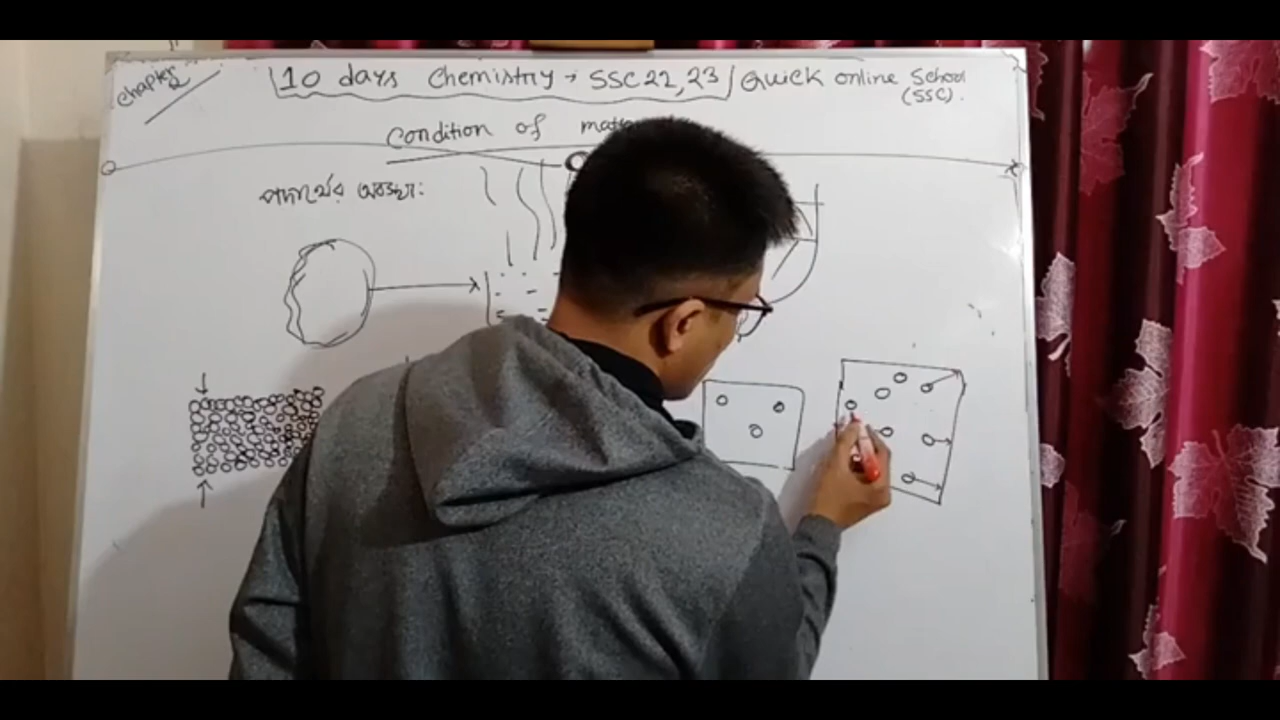 chapter 2
10 days Chemistry → SSC 22, 23 / Quick online School (SSC).
Condition of
পদার্থের অবস্থা: